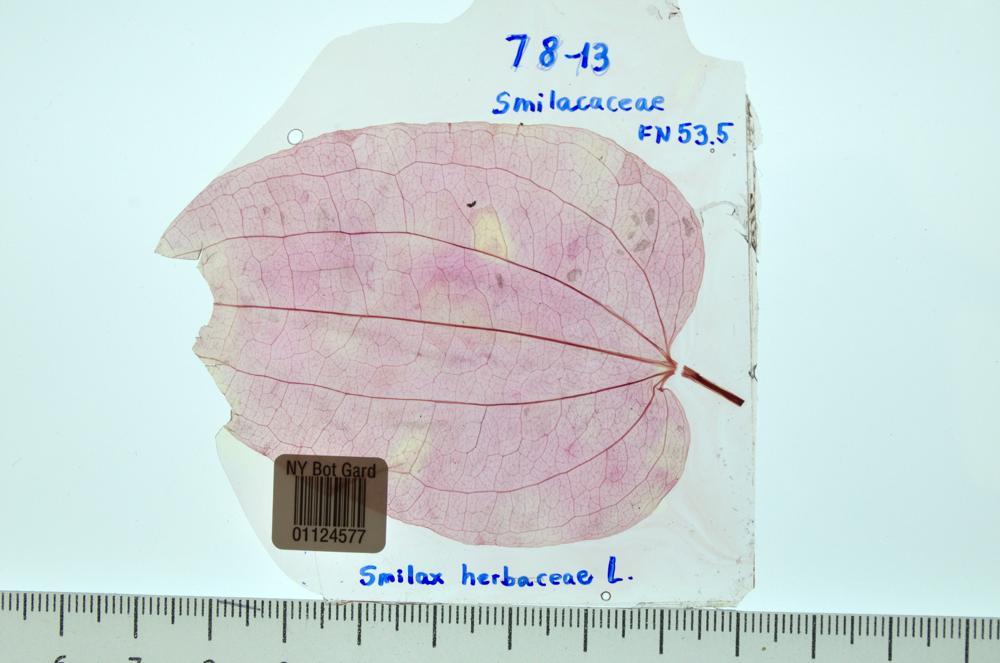 78-13
Smilacaceae
FN 53.5
NY Bot Gard
01124577
Smilax herbaceae L.